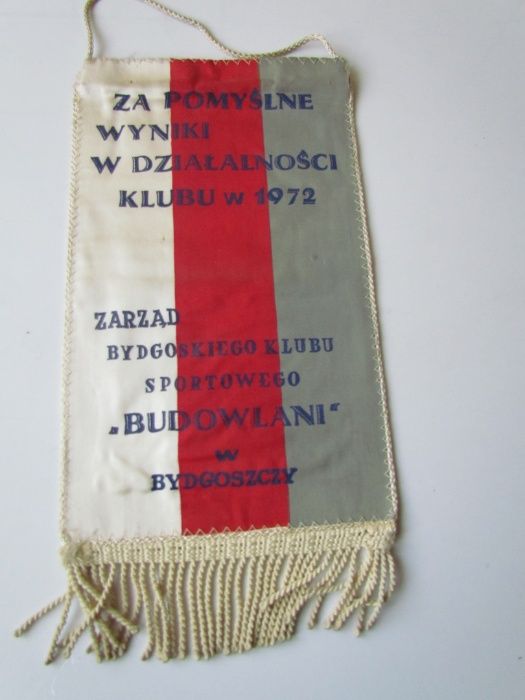 ZA POMYŚLNE
WYNIKI
W DZIAŁALNOŚCI
KLUBU w 1972
ZARZĄD
BYDGOSKIEGO KLUBU
SPORTOWEGO
„BUDOWLANI"
w
BYDGOSZCZY